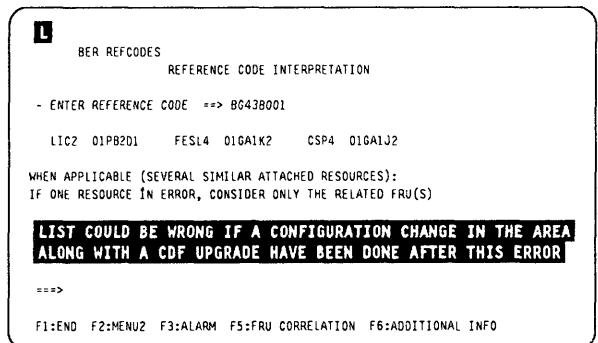 L
BER REFCODES
REFERENCE CODE INTERPRETATION
- ENTER REFERENCE CODE ==> BG43B001
LIC2 01PB2D1 FESL4 01GA1K2 CSP4 01GA1J2
WHEN APPLICABLE (SEVERAL SIMILAR ATTACHED RESOURCES):
IF ONE RESOURCE IN ERROR, CONSIDER ONLY THE RELATED FRU(S)
LIST COULD BE WRONG IF A CONFIGURATION CHANGE IN THE AREA
ALONG WITH A CDF UPGRADE HAVE BEEN DONE AFTER THIS ERROR
===>
F1:END F2:MENU2 F3:ALARM F5:FRU CORRELATION F6:ADDITIONAL INFO